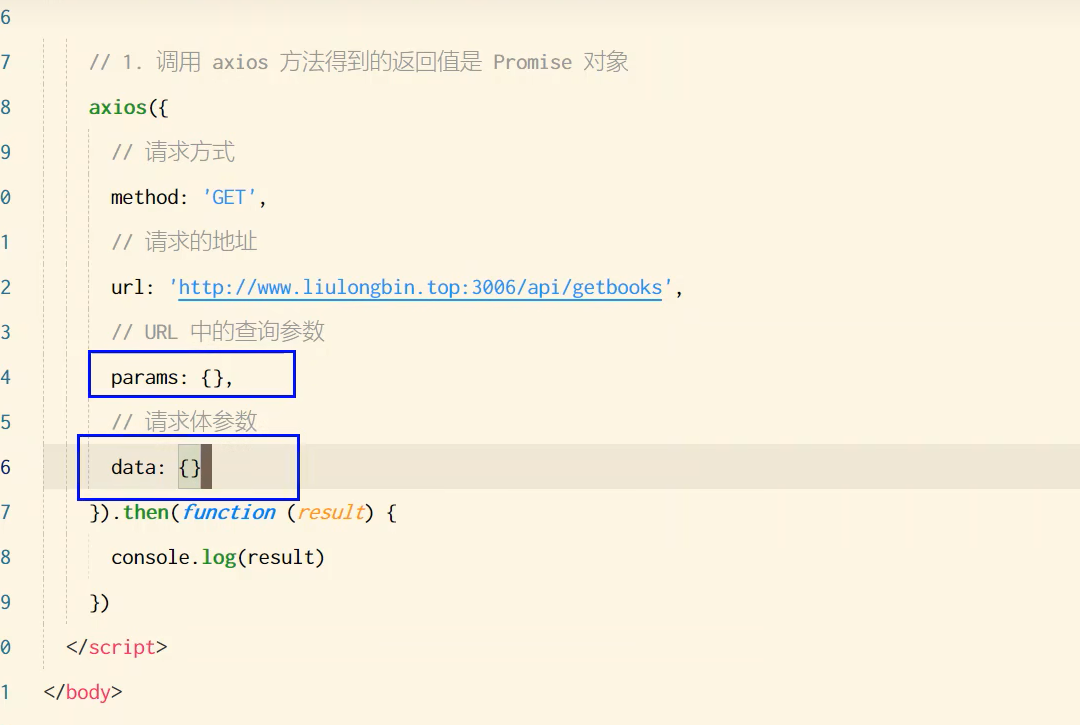 6
7 // 1. 调用 axios 方法得到的返回值是 Promise 对象
8 axios({
9 // 请求方式
0 method: 'GET',
1 // 请求的地址
2 url: 'http://www.liulongbin.top:3006/api/getbooks',
3 // URL 中的查询参数
4 params: {},
5 // 请求体参数
6 data: {}
7 }).then(function (result) {
8 console.log(result)
9 })
0 </script>
1 </body>